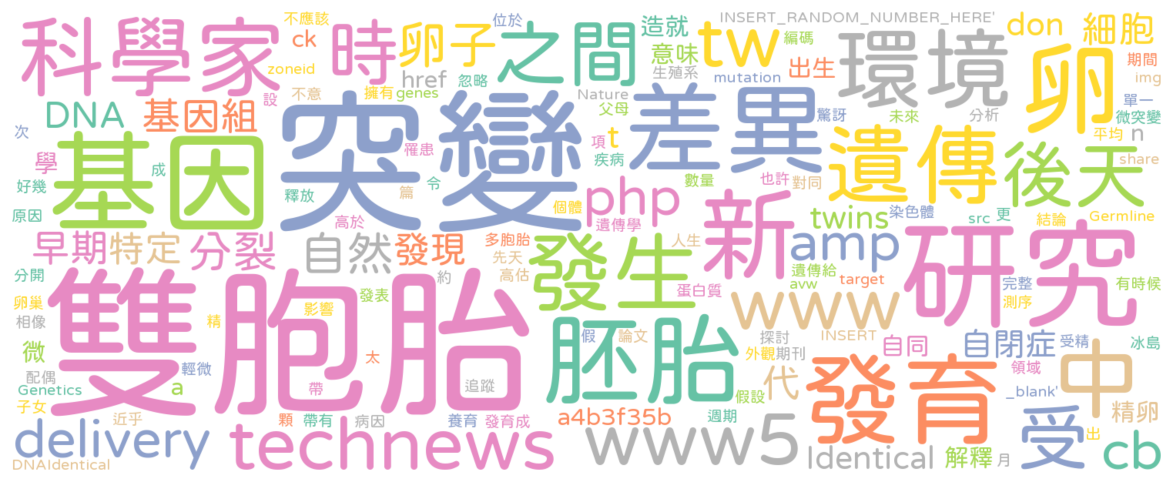 科學家 時 不應該 ck 卵子 位於 之間 造就 意味 生殖系 INSERT_RANDOM_NUMBER_HERE' tw 編碼 mutation 出生 環境 don 細胞 卵 期間 img
zoneid href 忽略 Nature 父母 驚訝 未來 分析 單一 微突變 平均 n share
DNA 基因組 設 不意 擁有 genes 突變 項 t 疾病 差異 遺傳 後天
次 學 好幾 原因 基因 成 罹患 令 釋放 篇 高於 個體 遺傳學 php 數量 也許 對同 twins 染色體 src 更 結論 Germline
早期 特定 分裂 自然 發現 多胞胎 先天 高估 發生 人生 新 amp 研究
分開 約 蛋白質 遺傳給 avw target 完整 測序 有時候
卵巢 相像 雙胞胎 精 影響 發表 假 論文 胚胎 www 探討 INSERT 外觀 期刊 自同 自閉症 受精 冰島
微 輕微 太 追蹤 領域 中
配偶 Genetics a 子女 帶 顆 帶有 病因 養育 發育成 a4b3f35b 週期 假設 代 發育 _blank' 精卵
近乎 delivery technews www5 Identical 解釋 月 受 出 cb
DNAIdentical